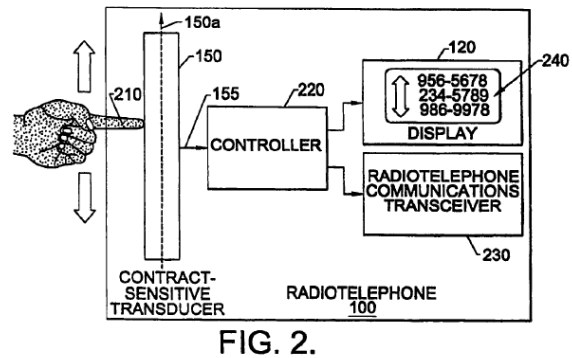 150a
150
120
240
210
155
220
956-5678
234-5789
986-9978
DISPLAY
CONTROLLER
RADIOTELEPHONE
COMMUNICATIONS
TRANSCEIVER
230
CONTRACT-
SENSITIVE
TRANSDUCER
RADIOTELEPHONE
100
FIG. 2.